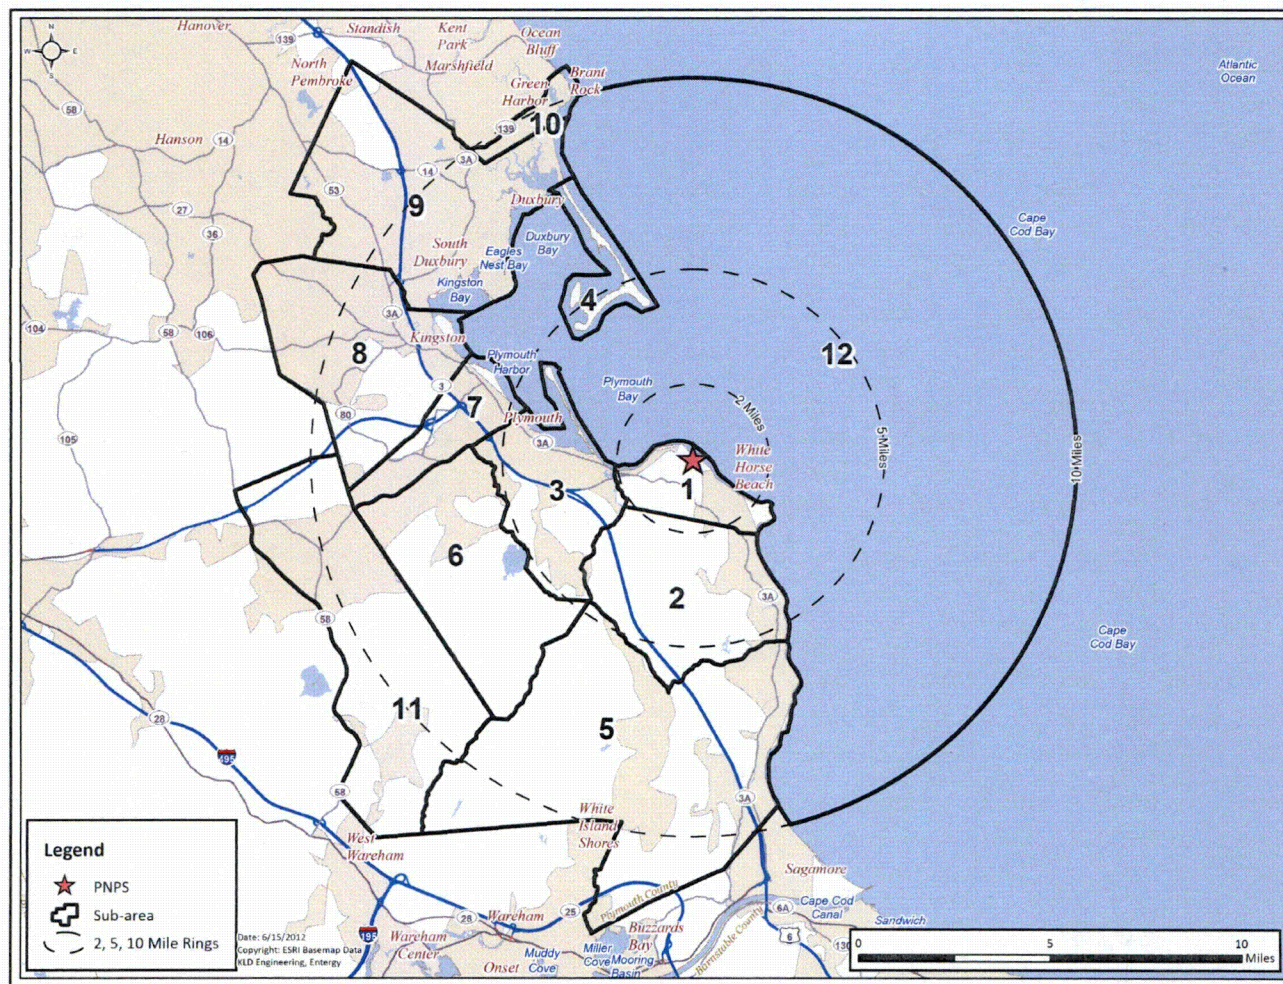 Hanover
Standish
Kent
Park
Ocean
Bluff
N
W
E
S
139
North
Pembroke
Marshfield
Green
Harbor
Brant
Rock
Atlantic
Ocean
58
Hanson
14
139
10
3A
14
53
27
36
9
Duxbury
Cape
Cod Bay
South
Duxbury
Eagles
Nest Bay
Duxbury
Bay
Kingston
Bay
4
3A
104
58
106
Kingston
8
12
Plymouth
Harbor
Plymouth
Bay
3
2 Miles
80
7
Plymouth
105
3A
5 Miles
10 Miles
White
Horse
Beach
1
3
6
2
3A
58
Cape
Cod Bay
11
5
28
495
58
3A
White
Island
Shores
West
Wareham
Sagamore
Legend
PNPS
Sub-area
2, 5, 10 Mile Rings
Date: 6/15/2012
Copyright: ESRI Basemap Data
KLD Engineering, Entergy
Plymouth County
Barnstable County
Cape Cod
Canal
6A
Sandwich
28
Wareham
25
195
Wareham
Center
Buzzards
Bay
6
130
Onset
Muddy
Cove
Miller
Cove
Mooring
Basin
0
5
10
Miles